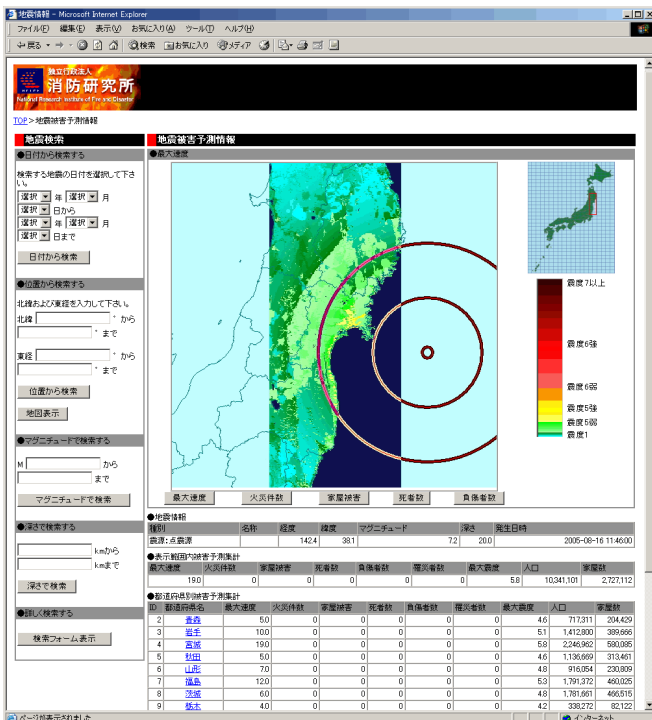 地震情報 - Microsoft Internet Explorer
ファイル(F) 編集(E) 表示(V) お気に入り(A) ツール(T) ヘルプ(H)
戻る 検索 お気に入り メディア
独立行政法人
消防研究所
National Research Institute of Fire and Disaster
TOP > 地震被害予測情報
地震検索
●日付から検索する
検索する地震の日付を選択して下さい。
選択 年 選択 月
選択 日から
選択 年 選択 月
選択 日まで
日付から検索
●位置から検索する
北緯および東経を入力して下さい。
北緯 ° から
° まで
東経 ° から
° まで
位置から検索
地図表示
●マグニチュードで検索する
M から
まで
マグニチュードで検索
●深さで検索する
kmから
kmまで
深さで検索
●詳しく検索する
検索フォーム表示
地震被害予測情報
●最大速度
震度7以上
震度6強
震度6弱
震度5強
震度5弱
震度1
最大速度 火災件数 家屋被害 死者数 負傷者数
●地震情報
種別 名称 経度 緯度 マグニチュード 深さ 発生日時
震源:点震源 142.4 38.1 7.2 20.0 2005-08-16 11:46:00
●表示範囲内被害予測集計
最大速度 火災件数 家屋被害 死者数 負傷者数 罹災者数 最大震度 人口 家屋数
19.0 0 0 0 0 0 5.8 10,341,101 2,727,112
●都道府県別被害予測集計
ID 都道府県名 最大速度 火災件数 家屋被害 死者数 負傷者数 罹災者数 最大震度 人口 家屋数
2 青森 5.0 0 0 0 0 0 4.6 717,311 204,429
3 岩手 10.0 0 0 0 0 0 5.1 1,412,800 389,666
4 宮城 19.0 0 0 0 0 0 5.8 2,246,962 580,085
5 秋田 5.0 0 0 0 0 0 4.6 1,136,669 313,461
6 山形 7.0 0 0 0 0 0 4.8 916,054 230,809
7 福島 12.0 0 0 0 0 0 5.3 1,791,372 460,025
8 茨城 6.0 0 0 0 0 0 4.8 1,781,661 466,515
9 栃木 4.0 0 0 0 0 0 4.2 338,272 82,122
ページが表示されました インターネット